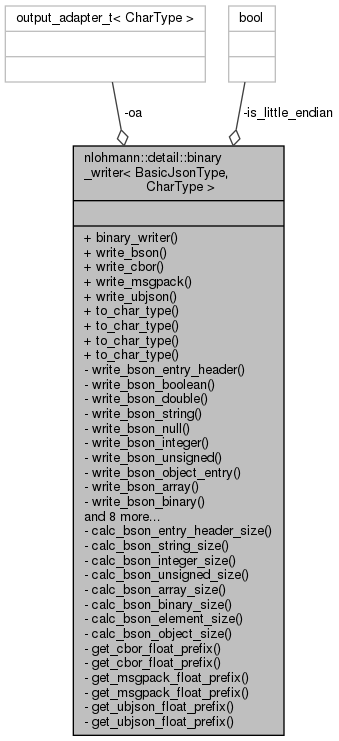 output_adapter_t< CharType >
bool
-oa
-is_little_endian
nlohmann::detail::binary
_writer< BasicJsonType,
CharType >
+ binary_writer()
+ write_bson()
+ write_cbor()
+ write_msgpack()
+ write_ubjson()
+ to_char_type()
+ to_char_type()
+ to_char_type()
+ to_char_type()
- write_bson_entry_header()
- write_bson_boolean()
- write_bson_double()
- write_bson_string()
- write_bson_null()
- write_bson_integer()
- write_bson_unsigned()
- write_bson_object_entry()
- write_bson_array()
- write_bson_binary()
and 8 more...
- calc_bson_entry_header_size()
- calc_bson_string_size()
- calc_bson_integer_size()
- calc_bson_unsigned_size()
- calc_bson_array_size()
- calc_bson_binary_size()
- calc_bson_element_size()
- calc_bson_object_size()
- get_cbor_float_prefix()
- get_cbor_float_prefix()
- get_msgpack_float_prefix()
- get_msgpack_float_prefix()
- get_ubjson_float_prefix()
- get_ubjson_float_prefix()